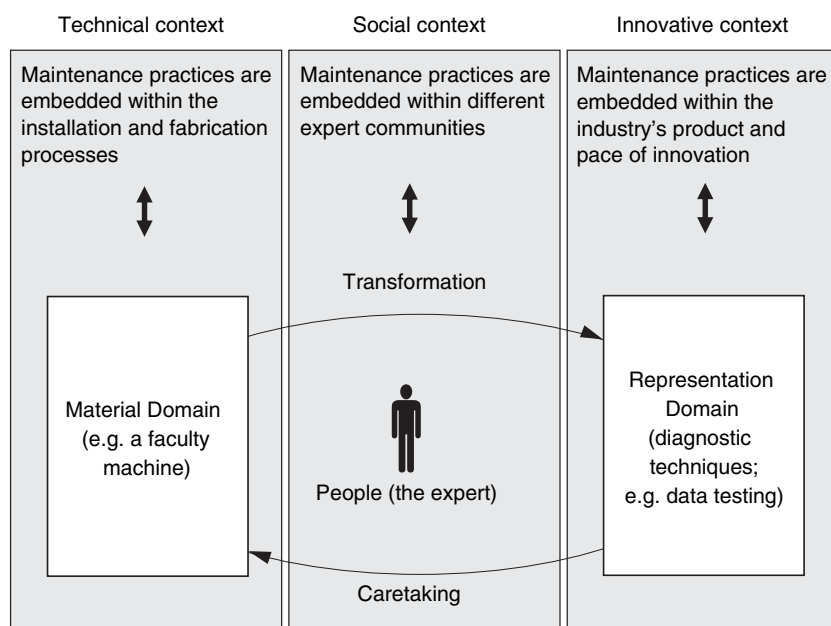 Technical context
Social context
Innovative context
Maintenance practices are
embedded within the
installation and fabrication
processes
Maintenance practices are
embedded within different
expert communities
Maintenance practices are
embedded within the
industry's product and
pace of innovation
Transformation
Material Domain
(e.g. a faculty
machine)
People (the expert)
Representation
Domain
(diagnostic
techniques;
e.g. data testing)
Caretaking